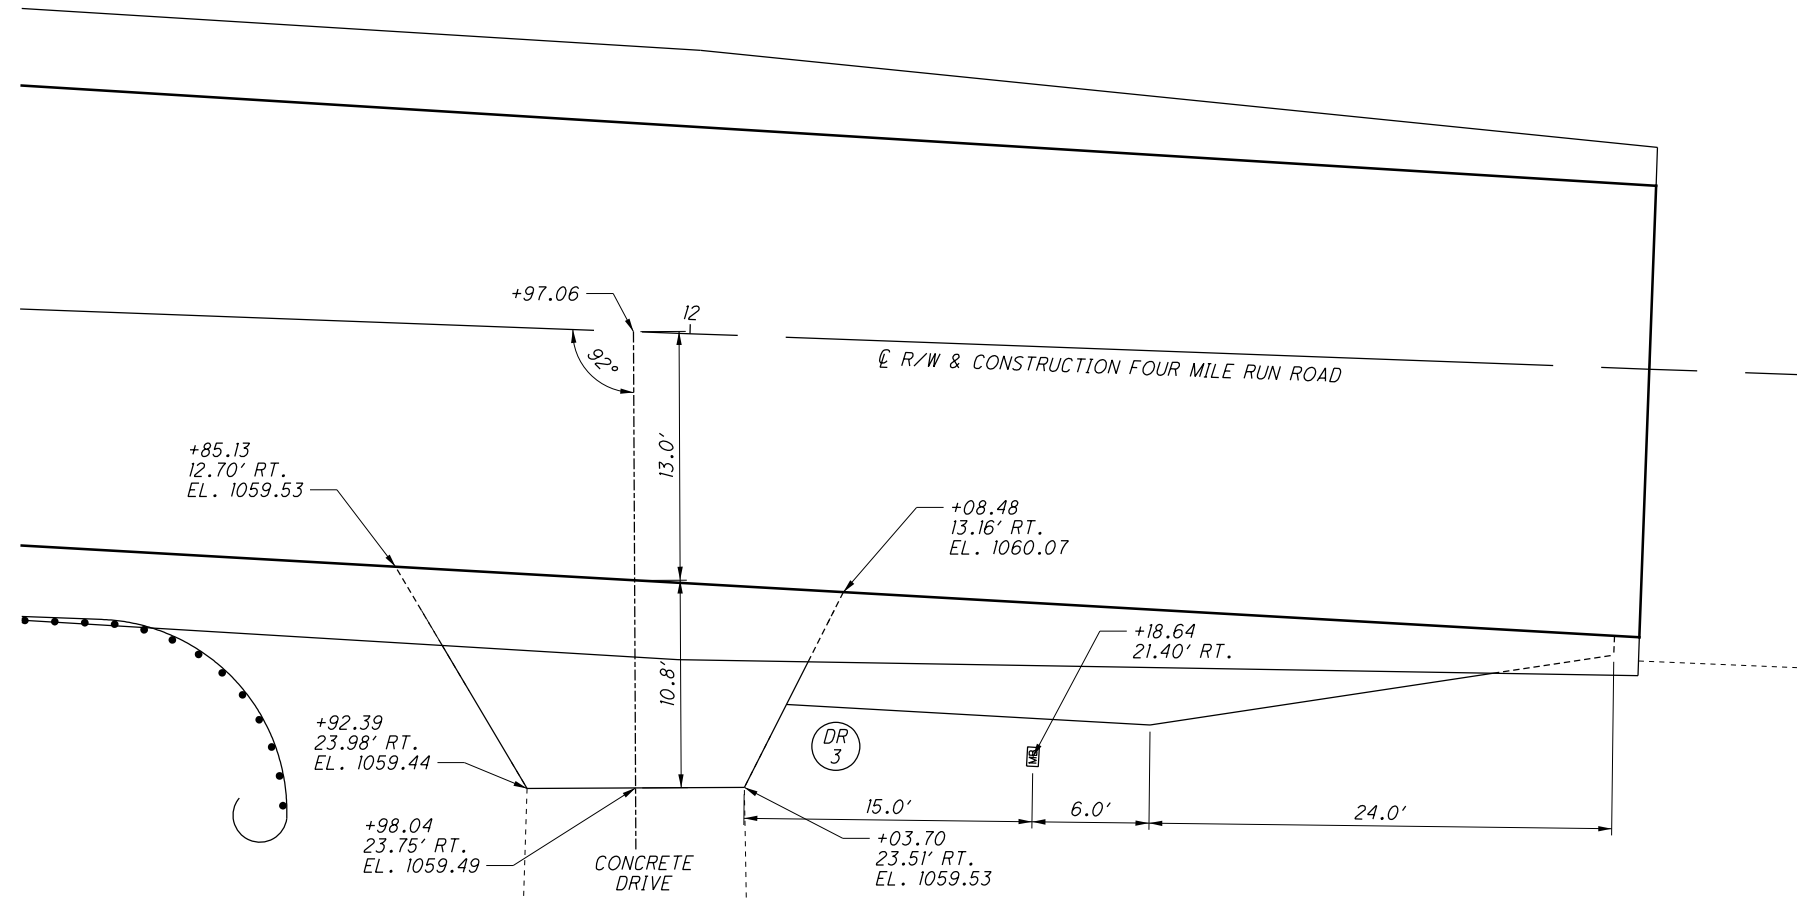 +97.06
12
92°
℄ R/W & CONSTRUCTION FOUR MILE RUN ROAD
13.0'
+85.13
12.70' RT.
EL. 1059.53
+08.48
13.16' RT.
EL. 1060.07
+18.64
21.40' RT.
10.8'
+92.39
23.98' RT.
EL. 1059.44
DR
3
MB
15.0'
6.0'
24.0'
+98.04
23.75' RT.
EL. 1059.49
CONCRETE
DRIVE
+03.70
23.51' RT.
EL. 1059.53